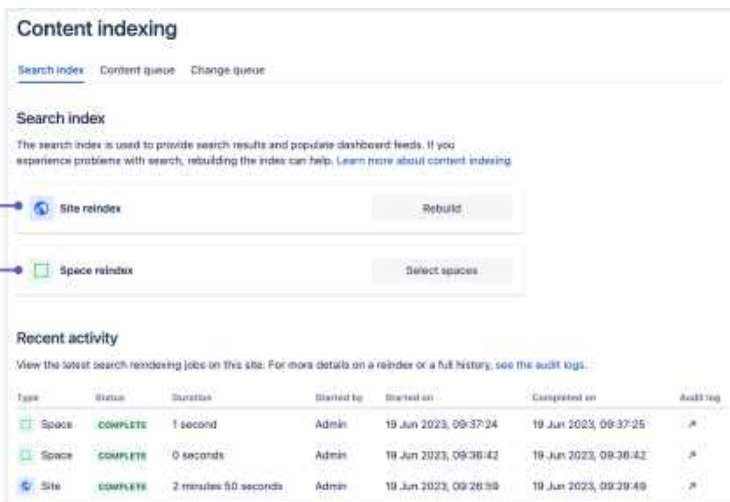 Content indexing
Search index Content queue Change queue
Search index
The search index is used to provide search results and populate dashboard feeds. If you
experience problems with search, rebuilding the index can help. Learn more about content indexing
Site reindex Rebuild
Space reindex Select spaces
Recent activity
View the latest search reindexing jobs on this site. For more details on a reindex or a full history, see the audit logs.
Type Status Duration Started by Started on Completed on Audit log
Space COMPLETE 1 second Admin 19 Jun 2023, 09:37:24 19 Jun 2023, 09:37:25
Space COMPLETE 0 seconds Admin 19 Jun 2023, 09:36:42 19 Jun 2023, 09:36:42
Site COMPLETE 2 minutes 50 seconds Admin 19 Jun 2023, 09:26:59 19 Jun 2023, 09:29:49